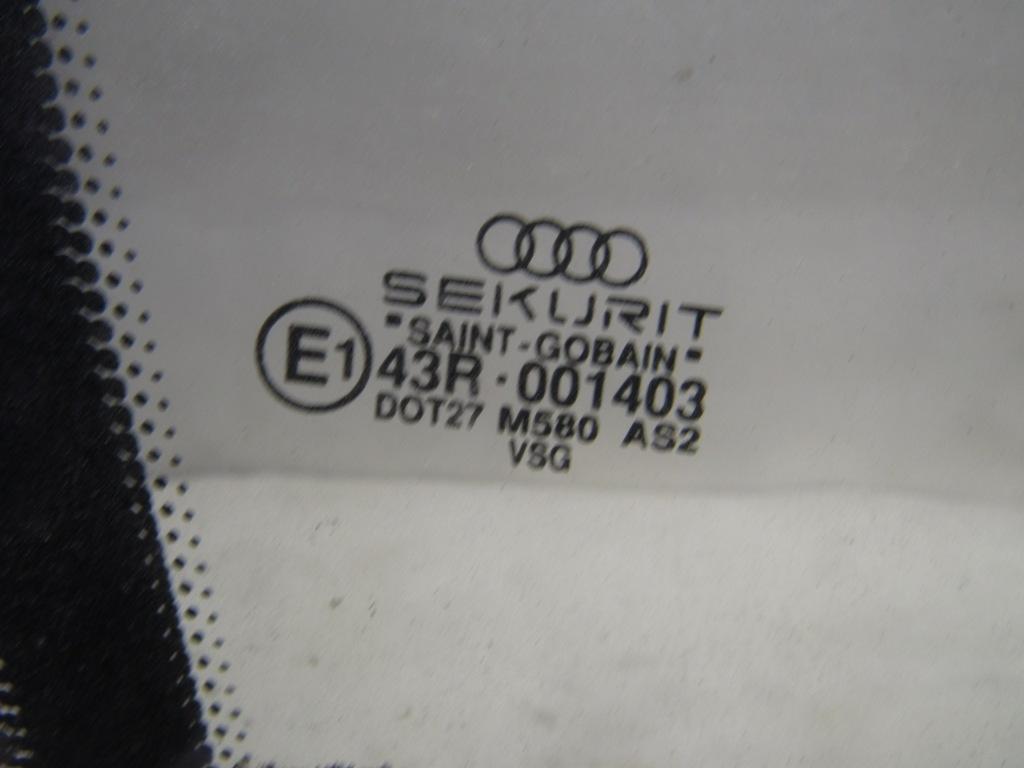 SEKURIT
"SAINT-GOBAIN"
E1 43R·001403
DOT27 M580 AS2
VSG